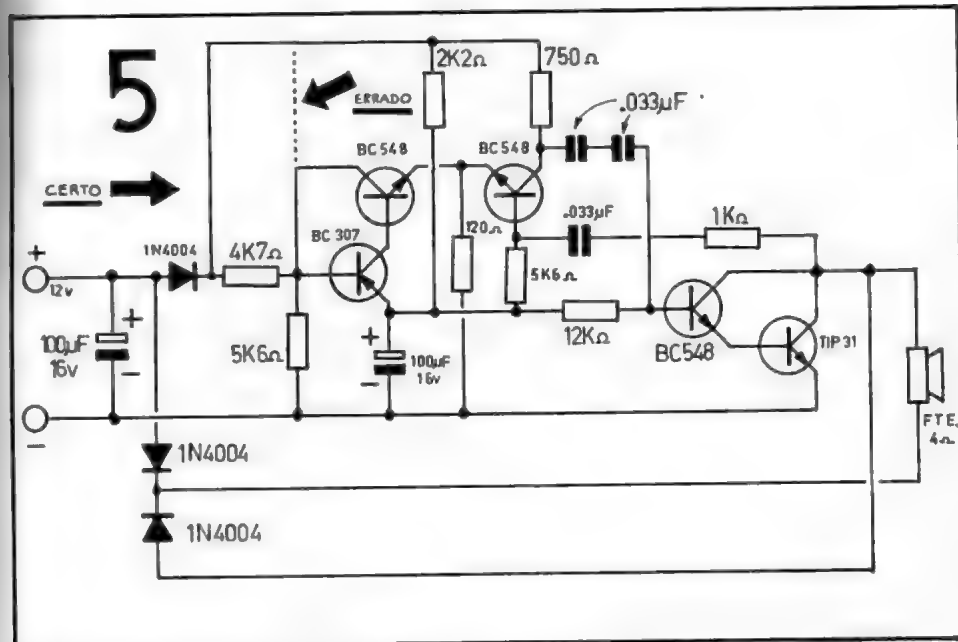 5
2K2Ω
750Ω
.033µF
ERRADO
BC548
BC548
CERTO
BC307
120Ω
.033µF
1KΩ
1N4004
4K7Ω
5K6Ω
+
12v
100µF
16v
+
-
5K6Ω
+
100µF
16v
-
12KΩ
BC548
TIP31
-
FTE.
4Ω
1N4004
1N4004